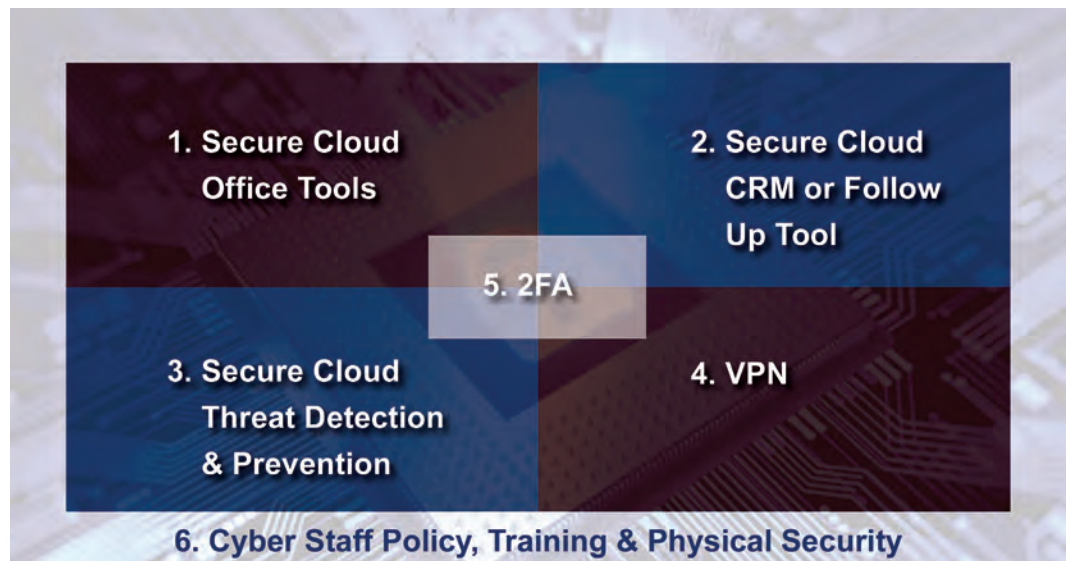 1. Secure Cloud
Office Tools
2. Secure Cloud
CRM or Follow
Up Tool
5. 2FA
3. Secure Cloud
Threat Detection
& Prevention
4. VPN
6. Cyber Staff Policy, Training & Physical Security